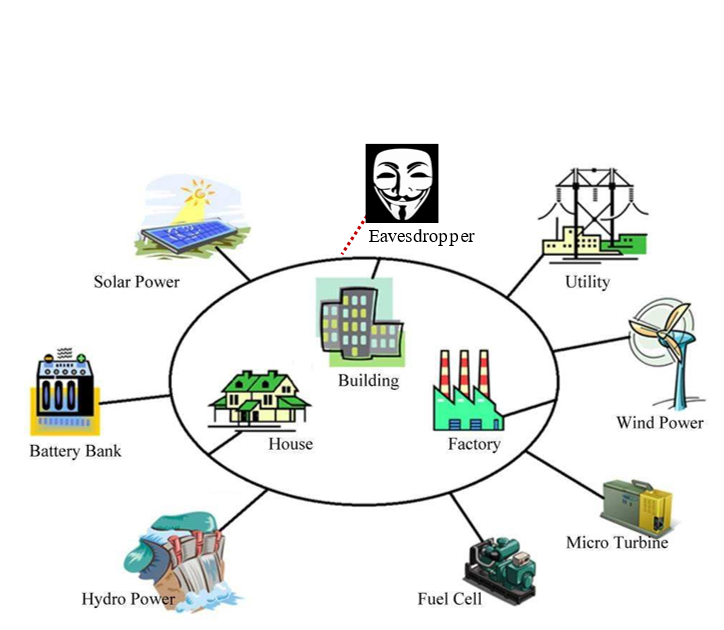 Eavesdropper
Solar Power
Utility
Building
Wind Power
House
Factory
Battery Bank
Micro Turbine
Hydro Power
Fuel Cell